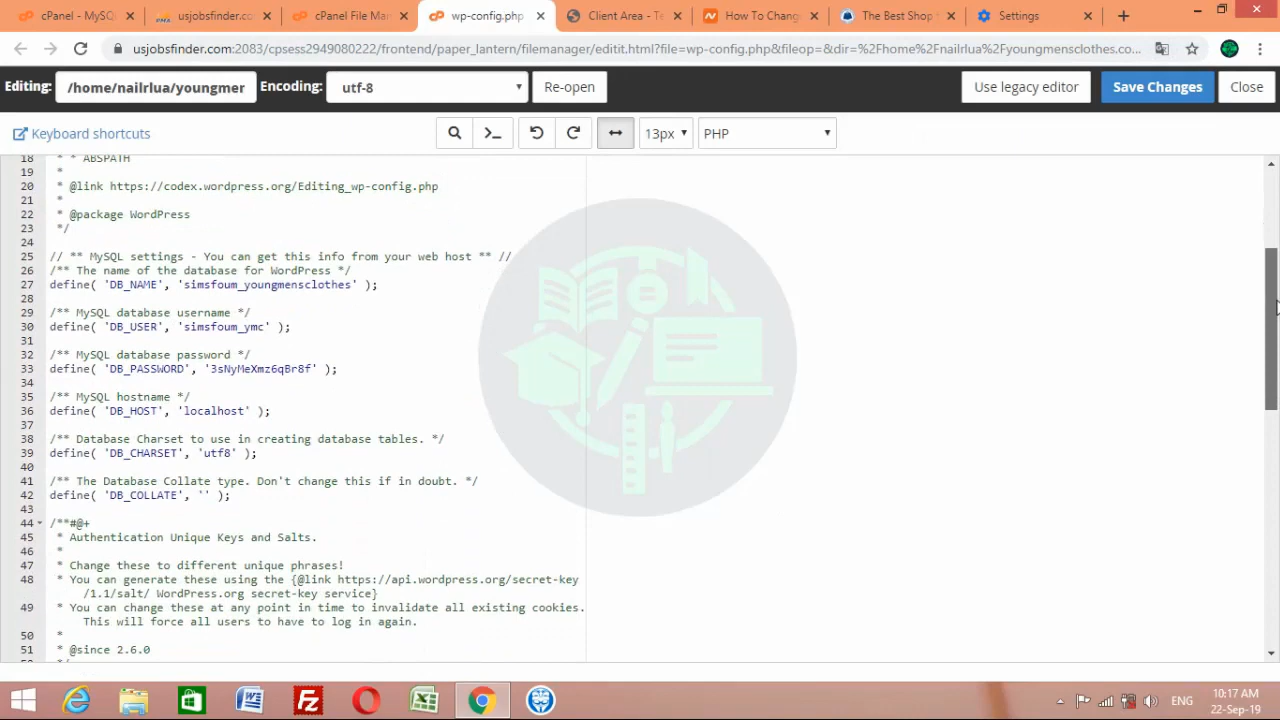 cPanel - MySQ
usjobsfinder.con
cPanel File Man
wp-config.php
Client Area - Te
How To Chang
The Best Shop
Settings
usjobsfinder.com:2083/cpsess2949080222/frontend/paper_lantern/filemanager/editit.html?file=wp-config.php&fileop=&dir=%2Fhome%2Fnailrlua%2Fyoungmensclothes.co...
Editing: /home/nailrlua/youngmer Encoding: utf-8 Re-open Use legacy editor Save Changes Close
Keyboard shortcuts 13px PHP
18 * * ABSPATH
19 *
20 * @link https://codex.wordpress.org/Editing_wp-config.php
21 *
22 * @package WordPress
23 */
24
25 // ** MySQL settings - You can get this info from your web host ** //
26 /** The name of the database for WordPress */
27 define( 'DB_NAME', 'simsfoum_youngmensclothes' );
28
29 /** MySQL database username */
30 define( 'DB_USER', 'simsfoum_ymc' );
31
32 /** MySQL database password */
33 define( 'DB_PASSWORD', '3sNyMeXmz6qBr8f' );
34
35 /** MySQL hostname */
36 define( 'DB_HOST', 'localhost' );
37
38 /** Database Charset to use in creating database tables. */
39 define( 'DB_CHARSET', 'utf8' );
40
41 /** The Database Collate type. Don't change this if in doubt. */
42 define( 'DB_COLLATE', '' );
43
44 /**#@+
45 * Authentication Unique Keys and Salts.
46 *
47 * Change these to different unique phrases!
48 * You can generate these using the {@link https://api.wordpress.org/secret-key
/1.1/salt/ WordPress.org secret-key service}
49 * You can change these at any point in time to invalidate all existing cookies.
This will force all users to have to log in again.
50 *
51 * @since 2.6.0
ENG
10:17 AM
22-Sep-19